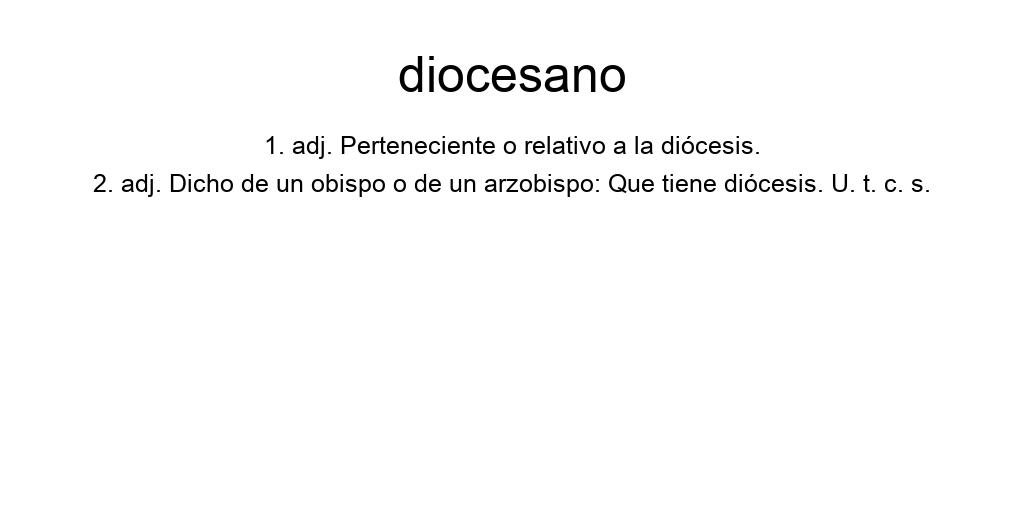 diocesano
1. adj. Perteneciente o relativo a la diócesis.
2. adj. Dicho de un obispo o de un arzobispo: Que tiene diócesis. U. t. c. s.